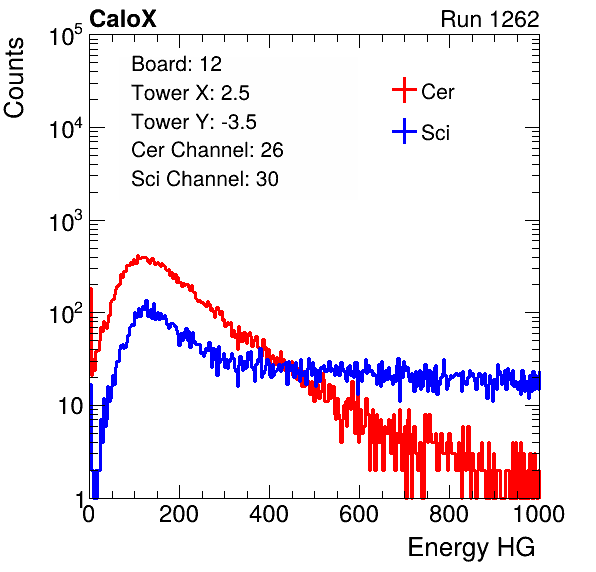 CaloX Run 1262
Counts
10^5
10^4
10^3
10^2
10
1
Board: 12
Tower X: 2.5
Tower Y: -3.5
Cer Channel: 26
Sci Channel: 30
Cer
Sci
0 200 400 600 800 1000
Energy HG